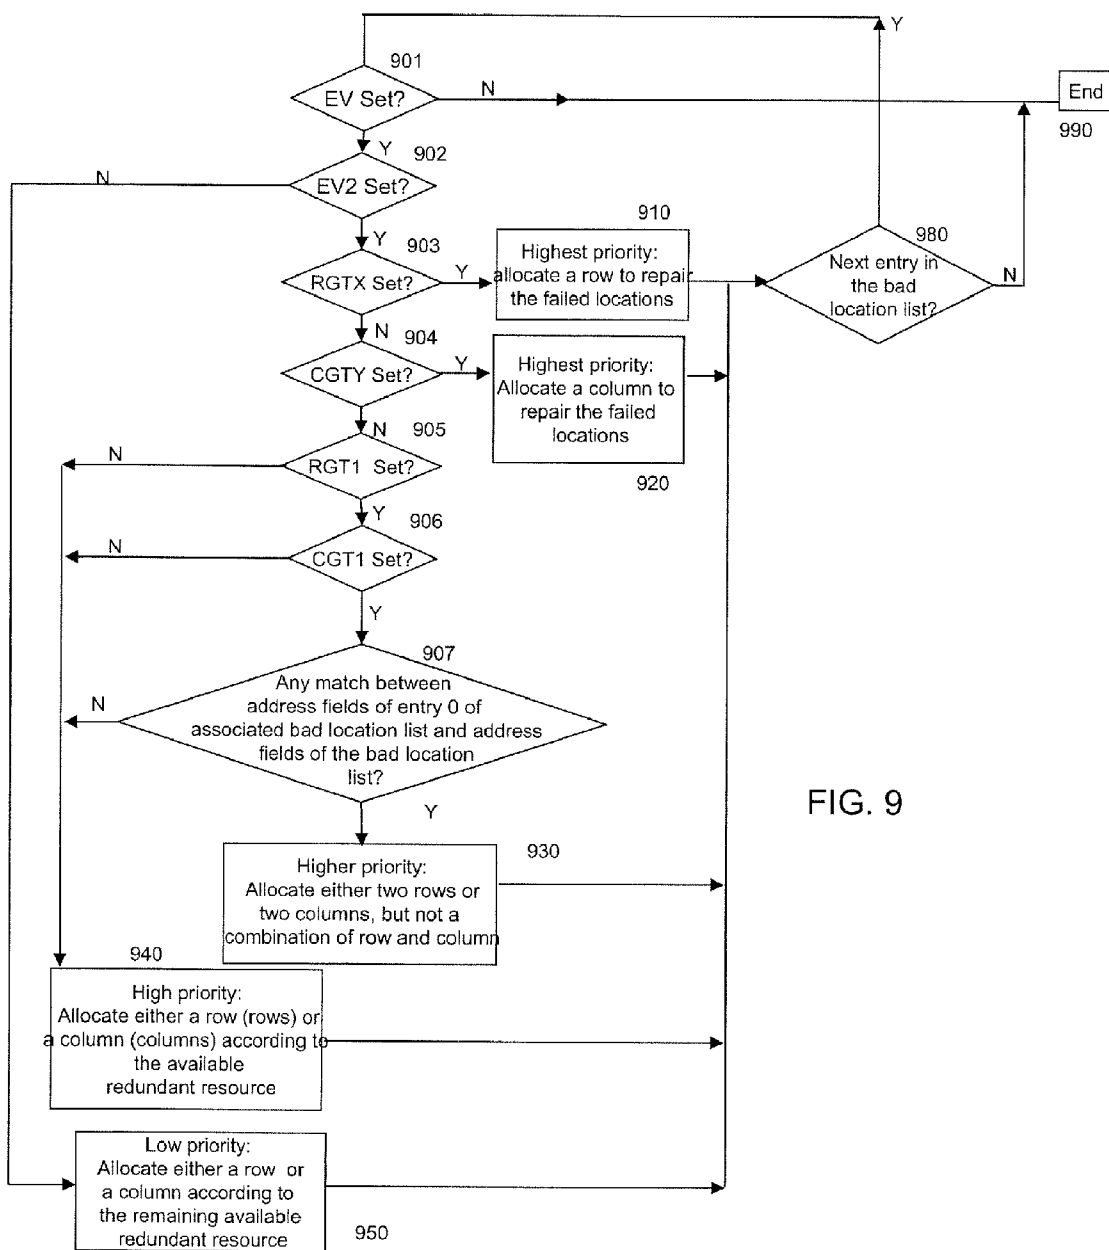 Y
901
EV Set?
N
End
990
Y
902
EV2 Set?
N
Y
903
RGTX Set?
Y
910
Highest priority:
allocate a row to repair
the failed locations
980
Next entry in
the bad
location list?
N
N
904
CGTY Set?
Y
Highest priority:
Allocate a column to
repair the failed
locations
920
N
905
RGT1 Set?
N
Y
906
CGT1 Set?
N
Y
907
Any match between
address fields of entry 0 of
associated bad location list and address
fields of the bad location
list?
N
Y
FIG. 9
930
Higher priority:
Allocate either two rows or
two columns, but not a
combination of row and column
940
High priority:
Allocate either a row (rows) or
a column (columns) according to
the available
redundant resource
Low priority:
Allocate either a row or
a column according to
the remaining available
redundant resource
950